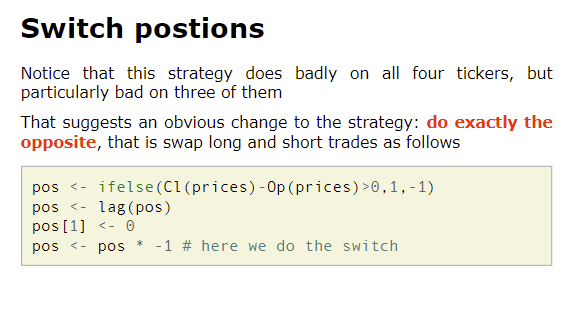 Switch postions
Notice that this strategy does badly on all four tickers, but
particularly bad on three of them
That suggests an obvious change to the strategy: do exactly the
opposite, that is swap long and short trades as follows
pos <- ifelse(Cl(prices)-Op(prices)>0,1,-1)
pos <- lag(pos)
pos[1] <- 0
pos <- pos * -1 # here we do the switch